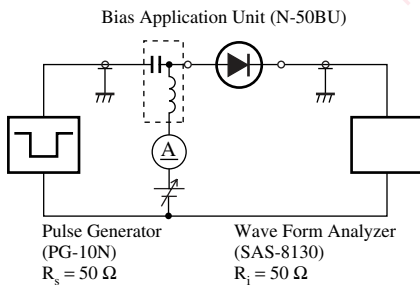 Bias Application Unit (N-50BU)
A
Pulse Generator
(PG-10N)
Rs = 50 Ω
Wave Form Analyzer
(SAS-8130)
Ri = 50 Ω